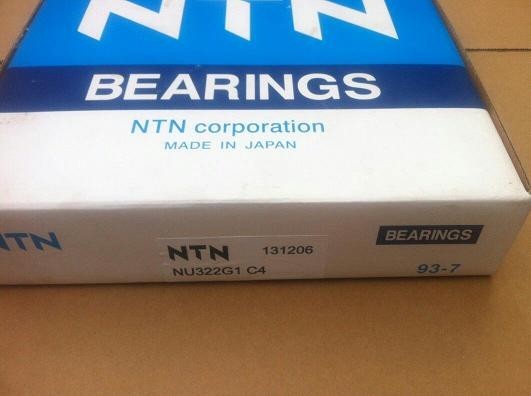 NTN
BEARINGS
NTN corporation
MADE IN JAPAN
NTN
NTN 131206
NU322G1 C4
BEARINGS
93-7